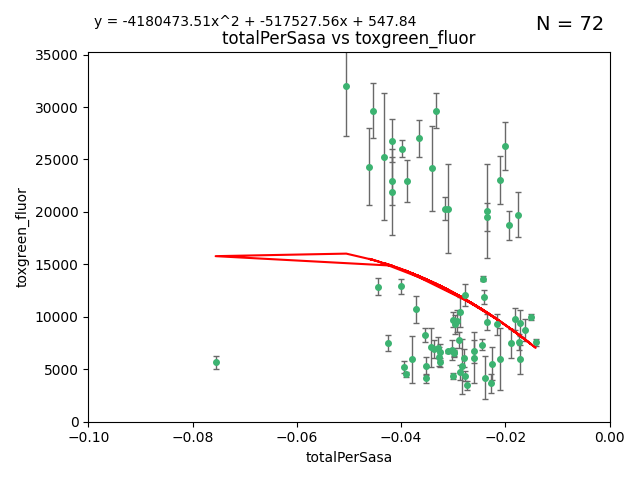 y = -4180473.51x^2 + -517527.56x + 547.84
N = 72
totalPerSasa vs toxgreen_fluor
35000
30000
25000
20000
15000
10000
5000
0
toxgreen_fluor
−0.10 −0.08 −0.06 −0.04 −0.02 0.00
totalPerSasa